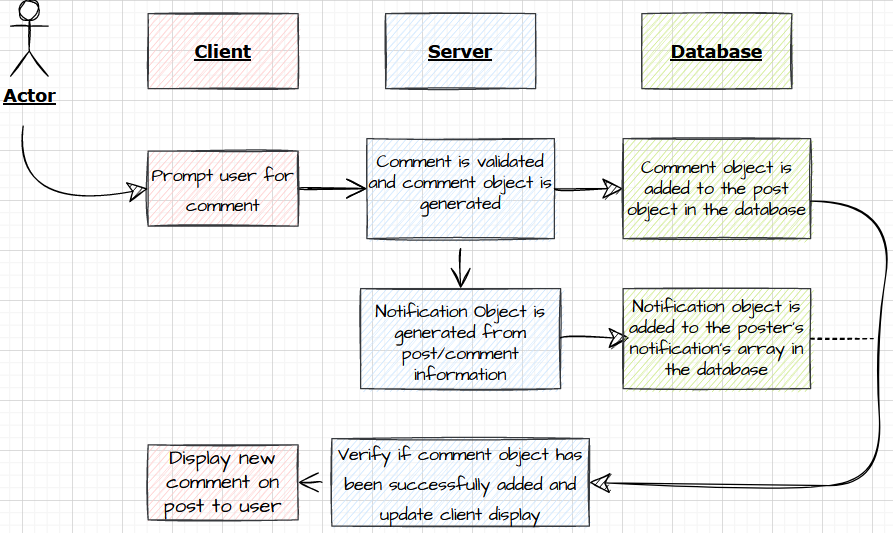 Actor
Client
Server
Database
Prompt user for
comment
Comment is validated
and comment object is
generated
Comment object is
added to the post
object in the database
Notification Object is
generated from
post/comment
information
Notification object is
added to the poster's
notification's array in
the database
Verify if comment object has
been successfully added and
update client display
Display new
comment on
post to user